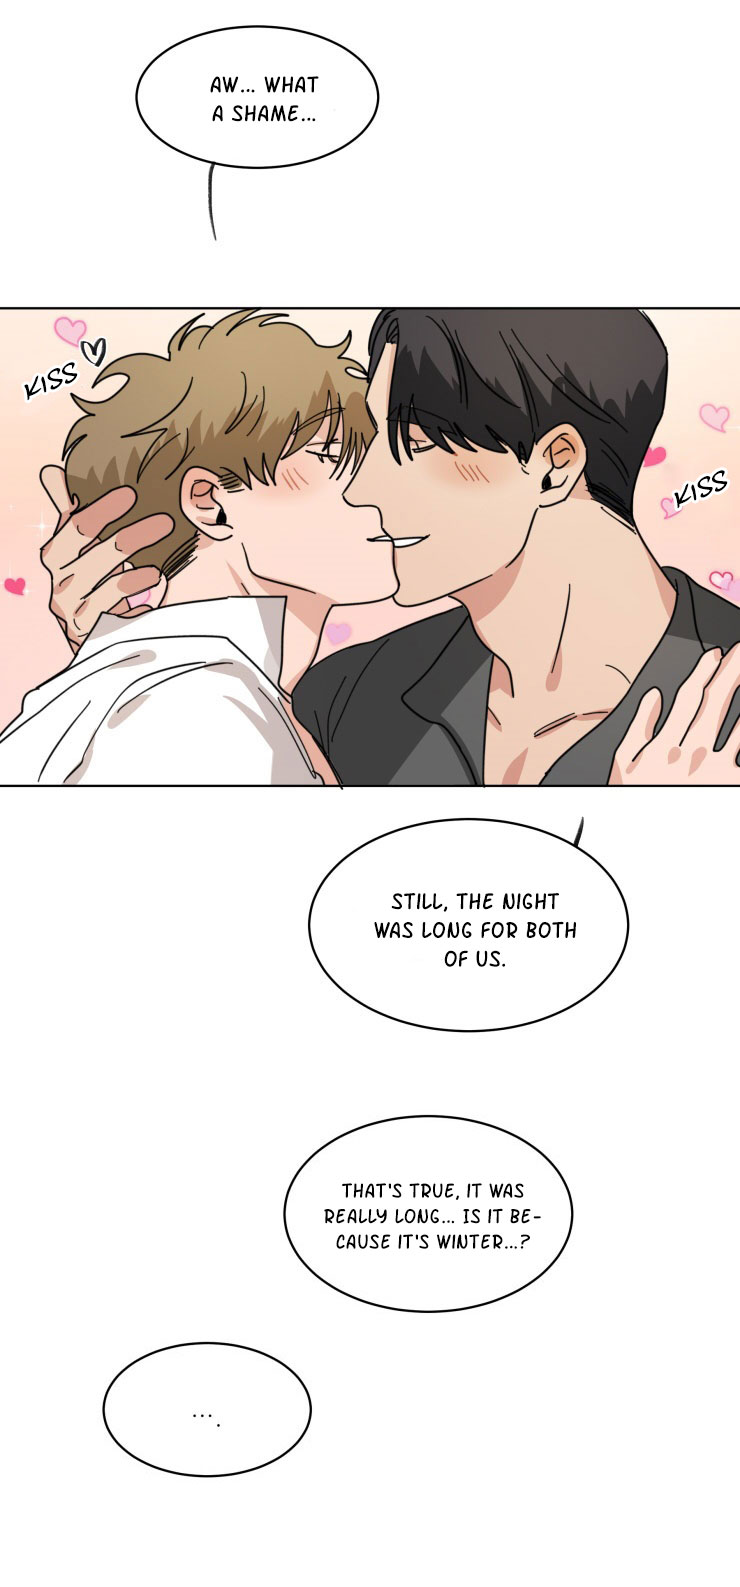 AW... WHAT
A SHAME...
KISS
KISS
STILL, THE NIGHT
WAS LONG FOR BOTH
OF US.
THAT'S TRUE, IT WAS
REALLY LONG... IS IT BE-
CAUSE IT'S WINTER...?
....